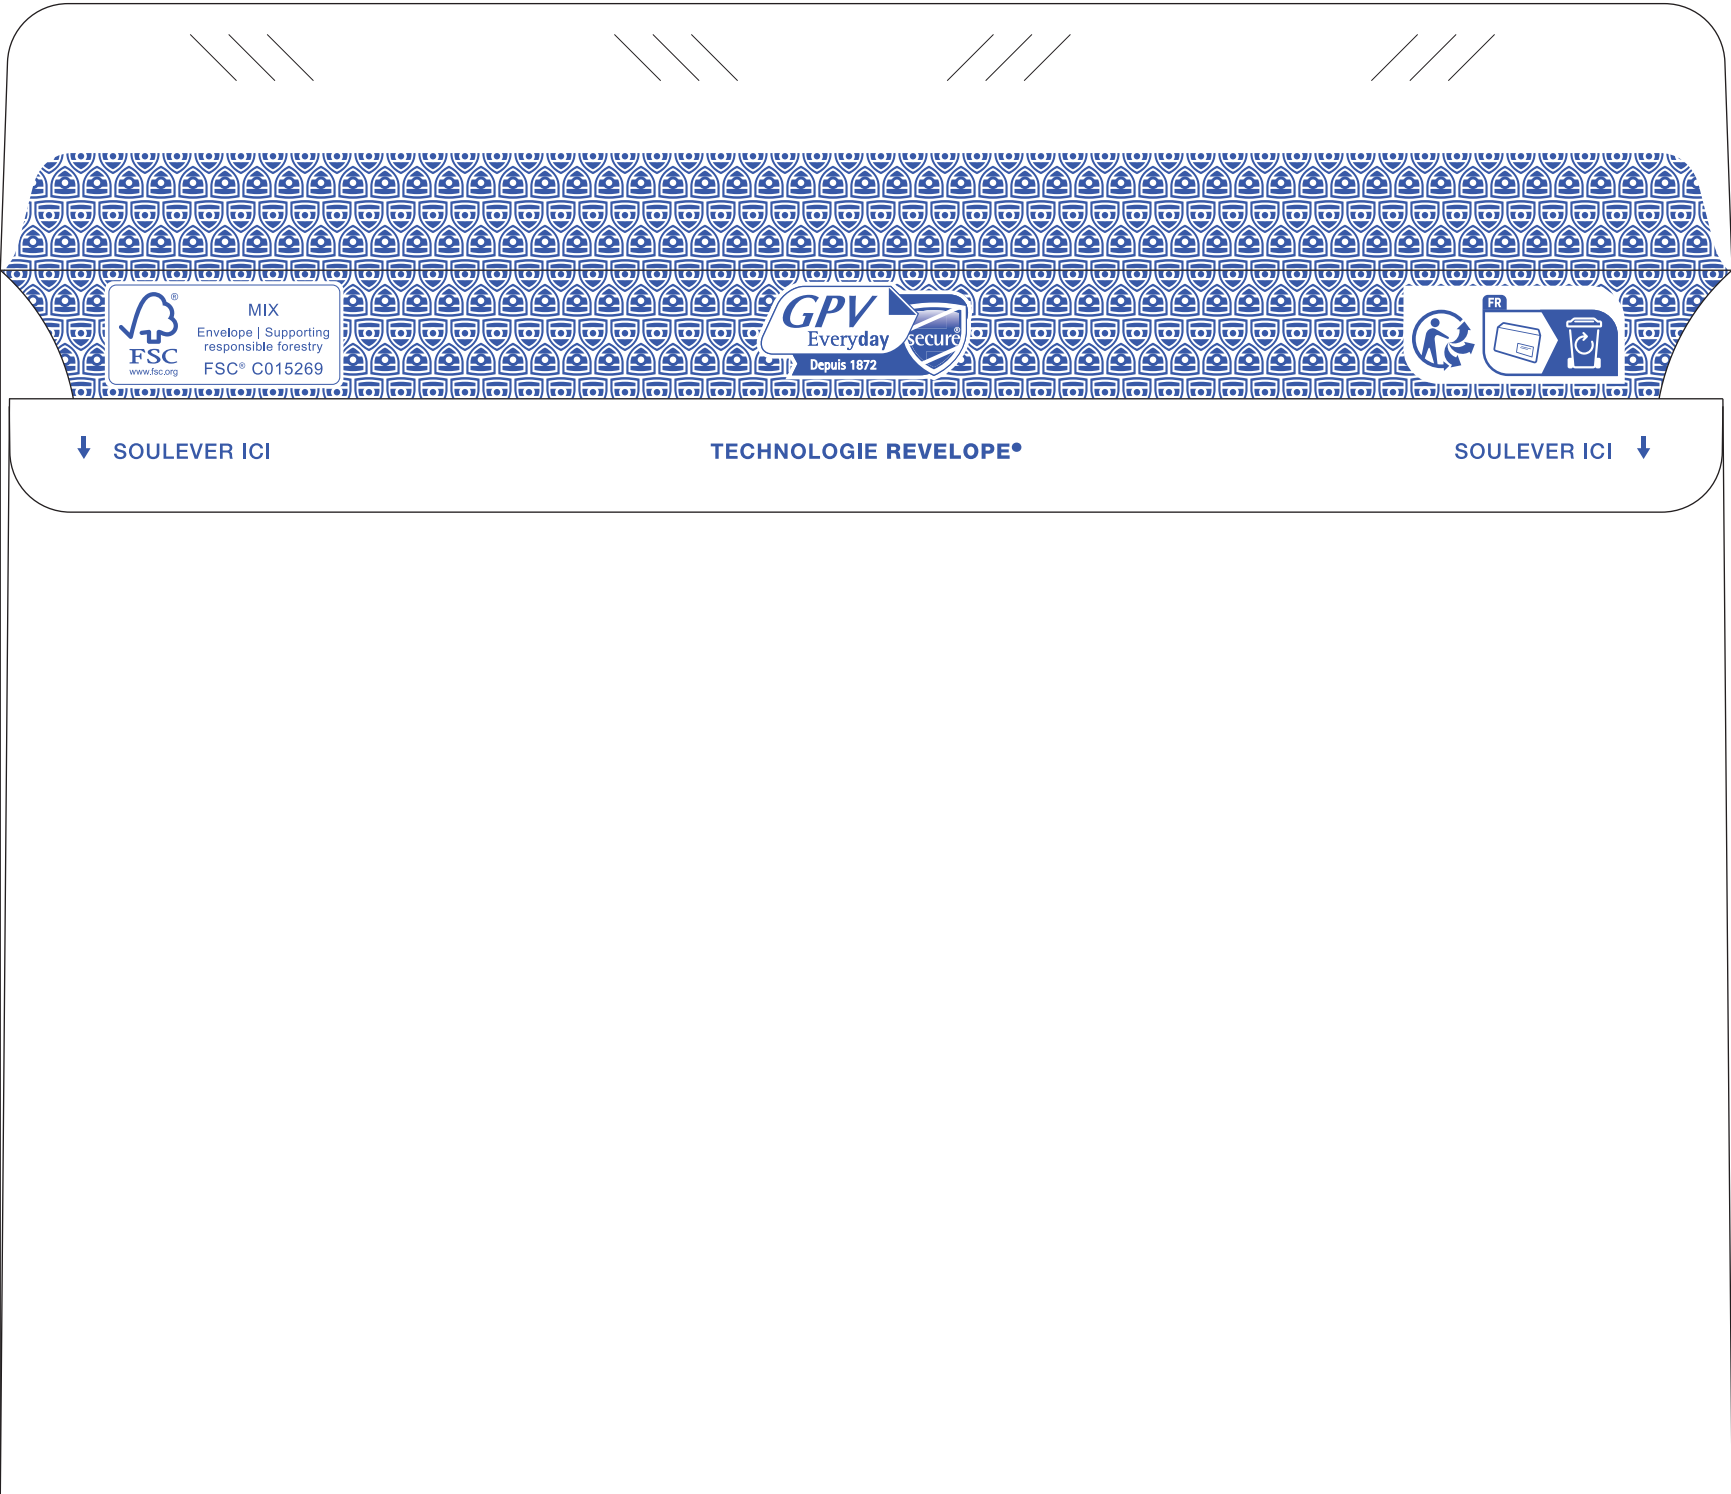 MIX
Envelope | Supporting
responsible forestry
FSC® C015269
®
FSC
www.fsc.org
GPV
Everyday
secure®
Depuis 1872
FR
SOULEVER ICI
TECHNOLOGIE REVELOPE•
SOULEVER ICI